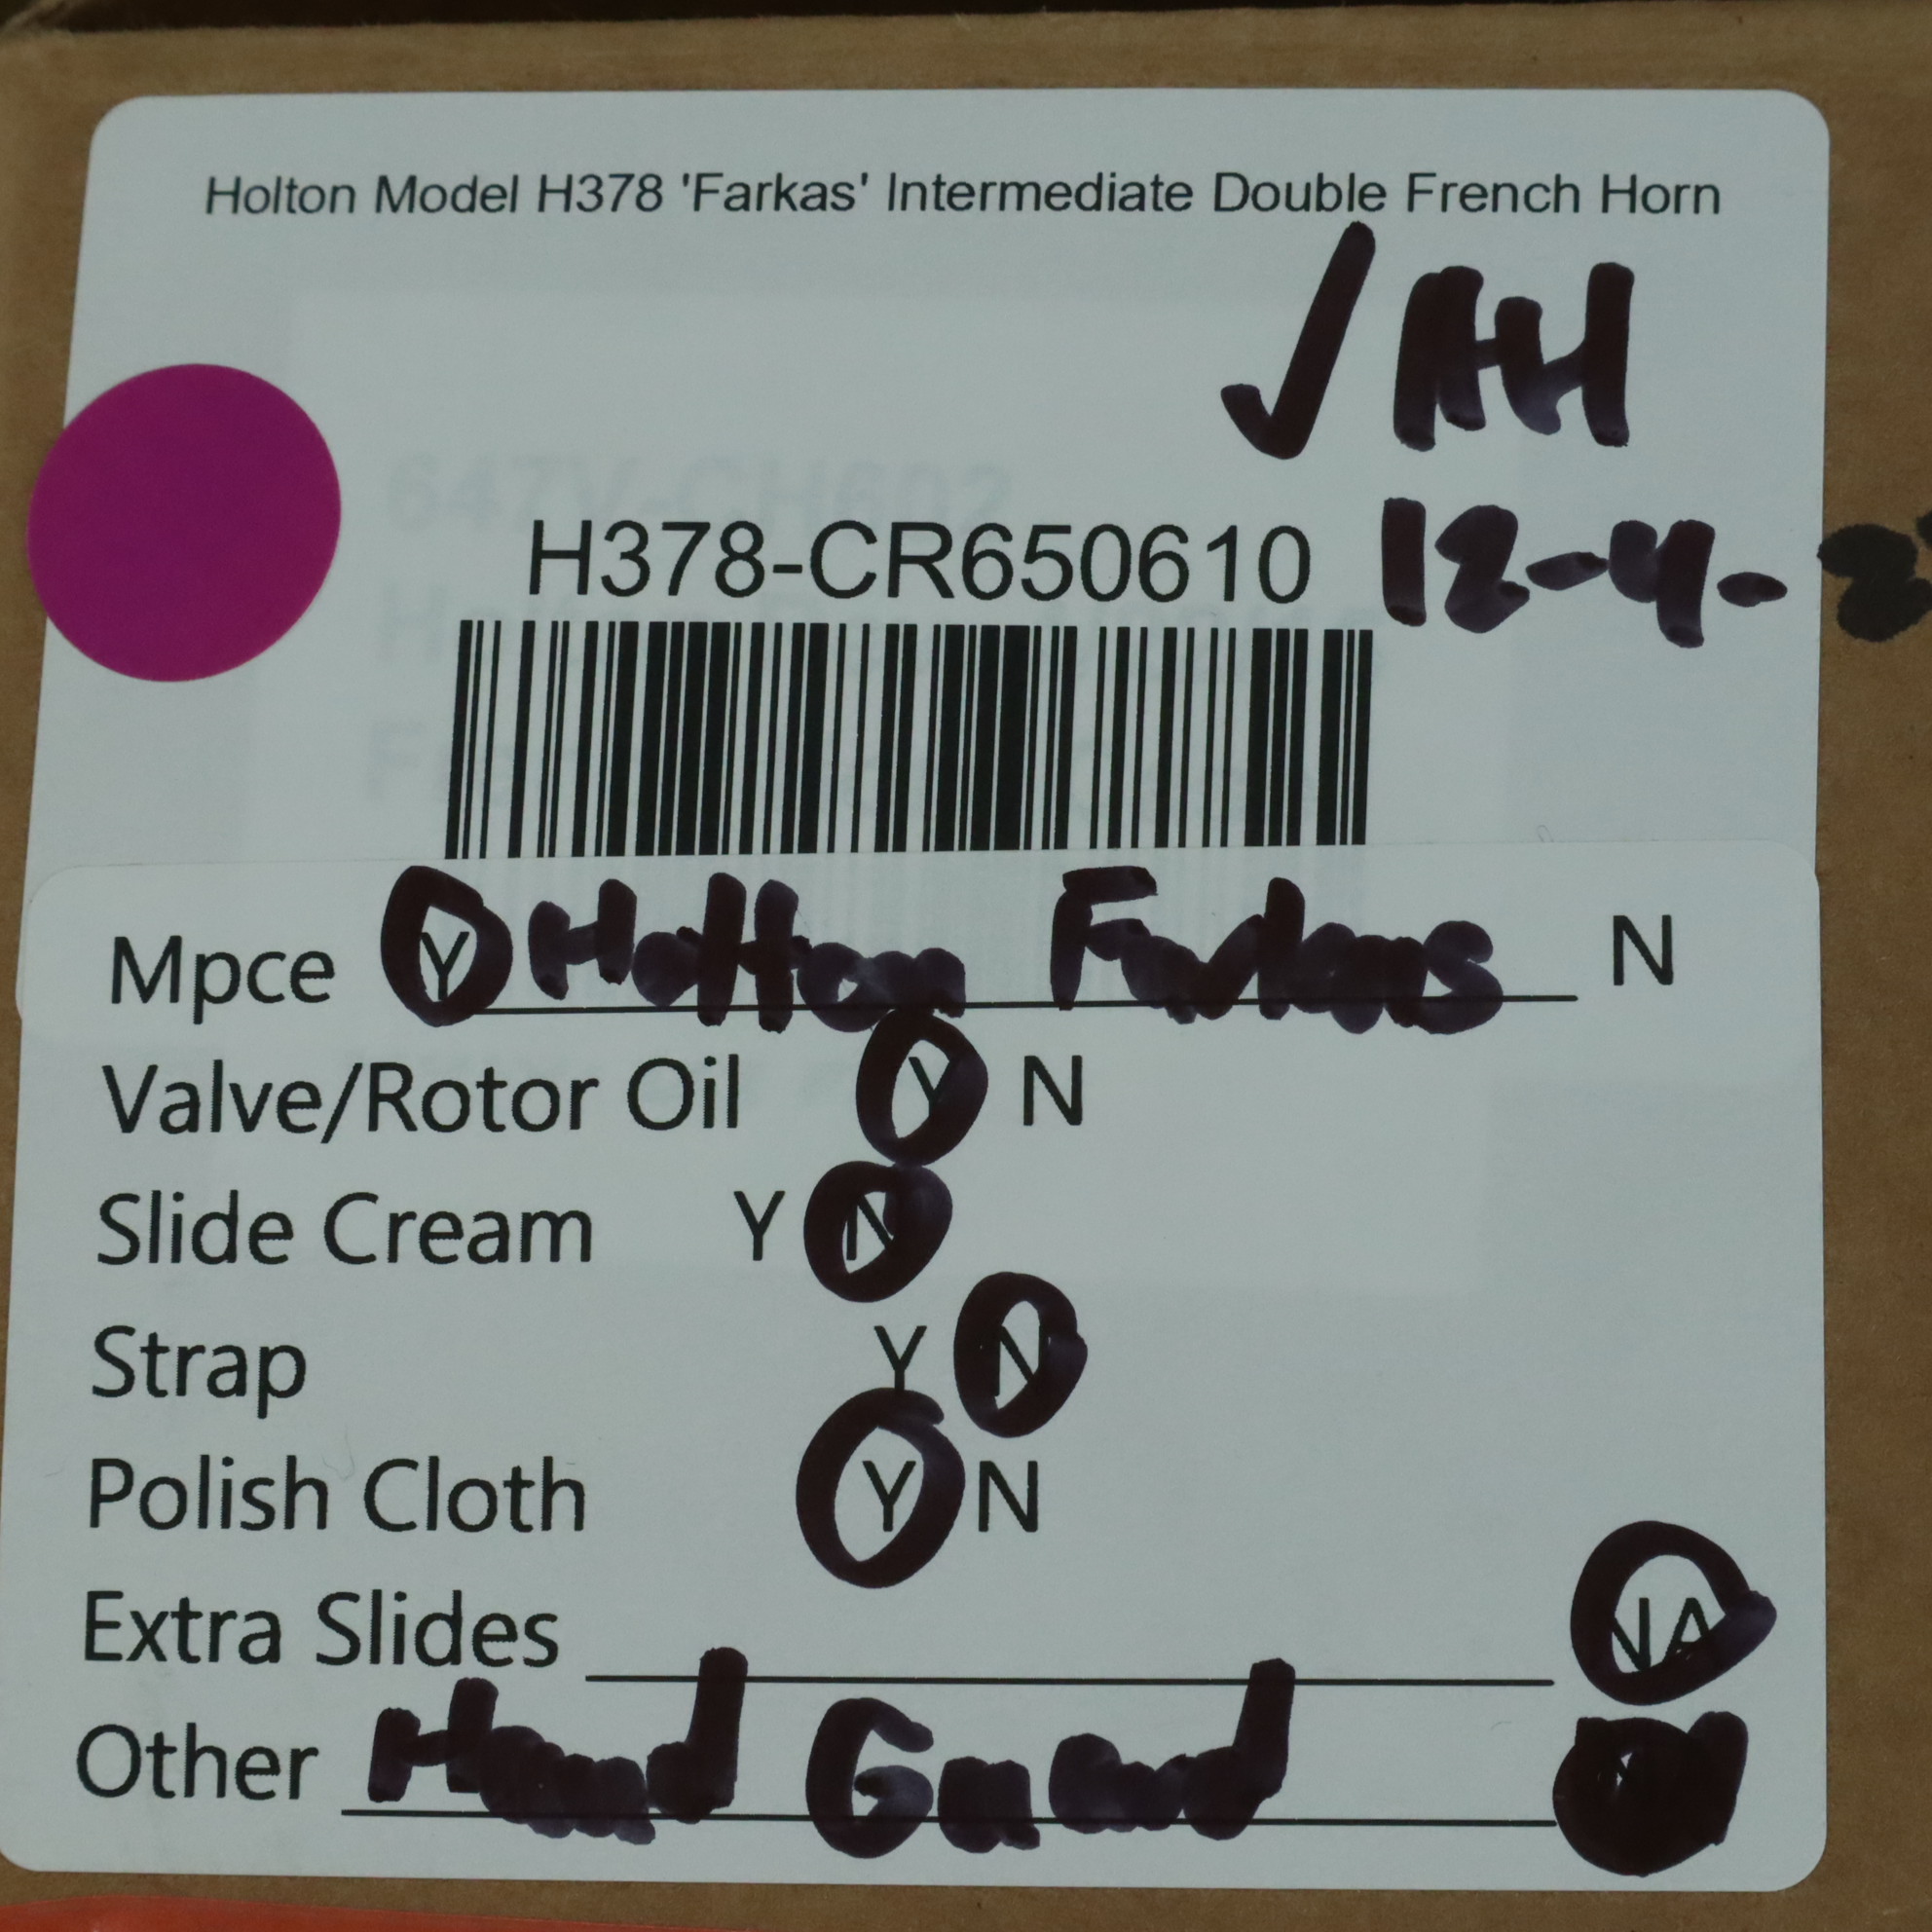 Holton Model H378 'Farkas' Intermediate Double French Horn
✓ AH
H378-CR650610 12-4-
Mpce Y Holton Farkas N
Valve/Rotor Oil Y N
Slide Cream Y N
Strap Y N
Polish Cloth Y N
Extra Slides NA
Other Hand Guard